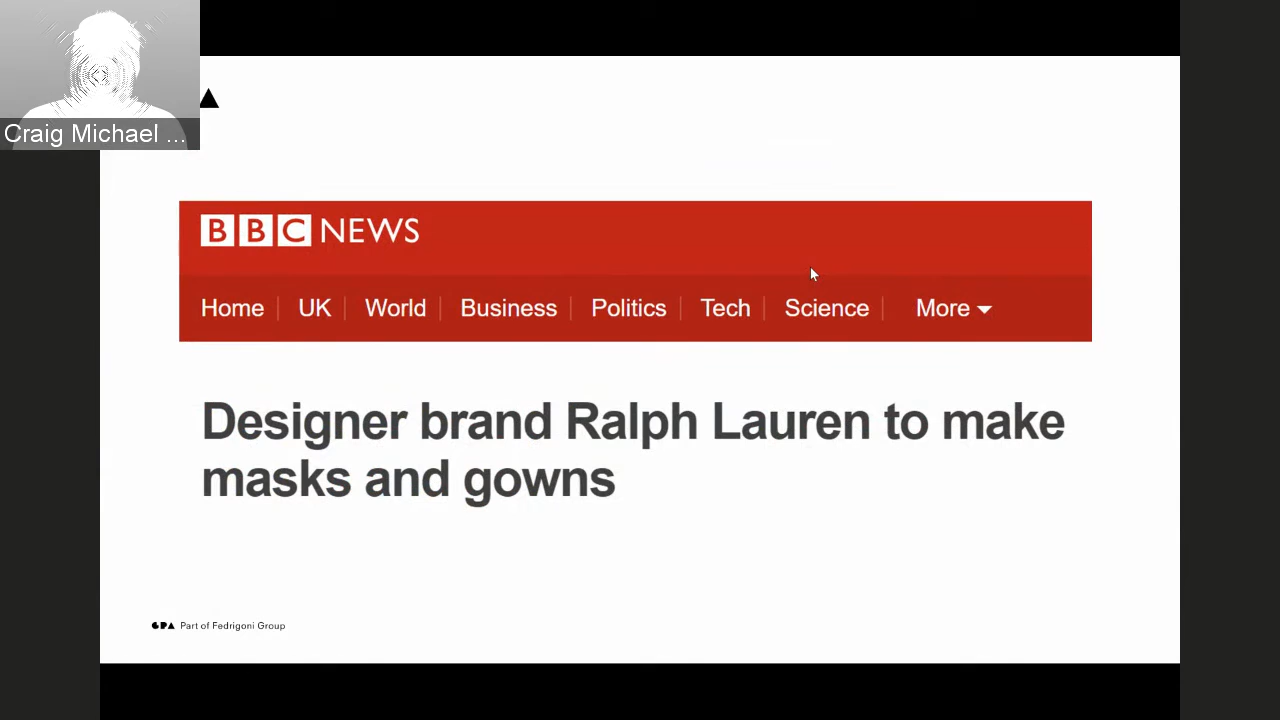 Craig Michael ...
BBC NEWS
Home UK World Business Politics Tech Science More
Designer brand Ralph Lauren to make
masks and gowns
GPA Part of Fedrigoni Group